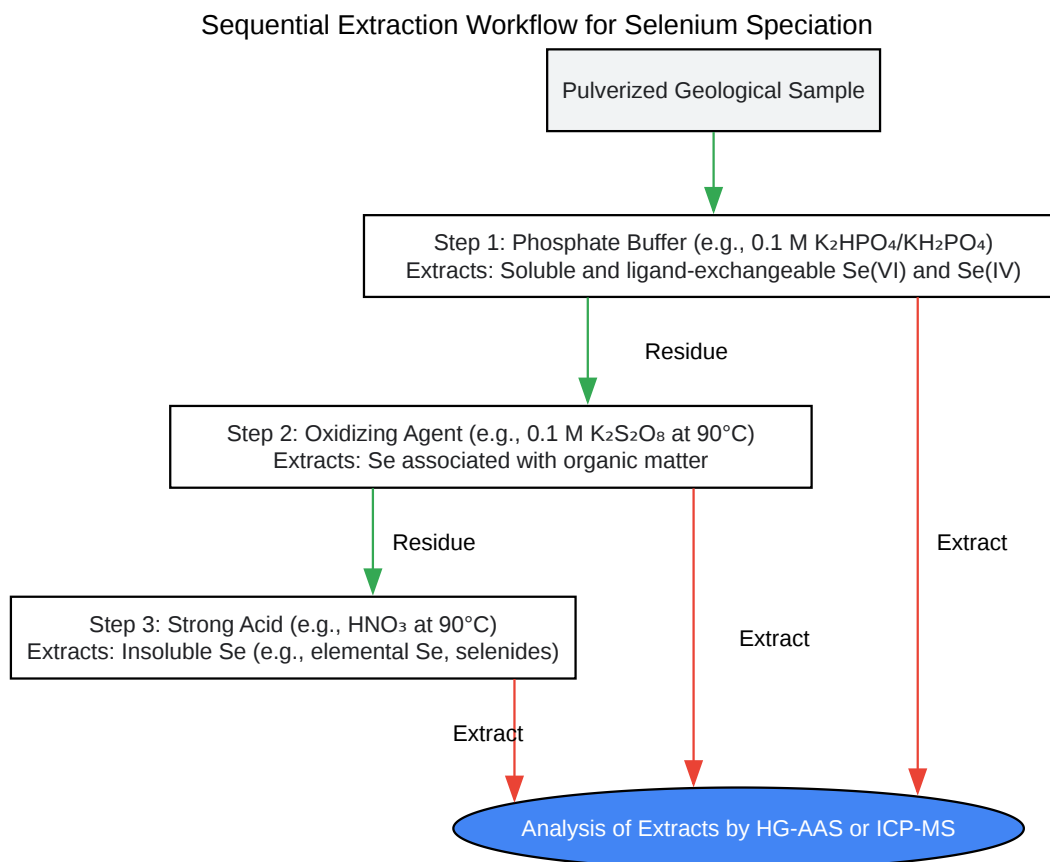 Sequential Extraction Workflow for Selenium Speciation
Pulverized Geological Sample
Step 1: Phosphate Buffer (e.g., 0.1 M K₂HPO₄/KH₂PO₄)
Extracts: Soluble and ligand-exchangeable Se(VI) and Se(IV)
Residue
Step 2: Oxidizing Agent (e.g., 0.1 M K₂S₂O₈ at 90°C)
Extracts: Se associated with organic matter
Residue
Extract
Step 3: Strong Acid (e.g., HNO₃ at 90°C)
Extracts: Insoluble Se (e.g., elemental Se, selenides)
Extract
Extract
Analysis of Extracts by HG-AAS or ICP-MS